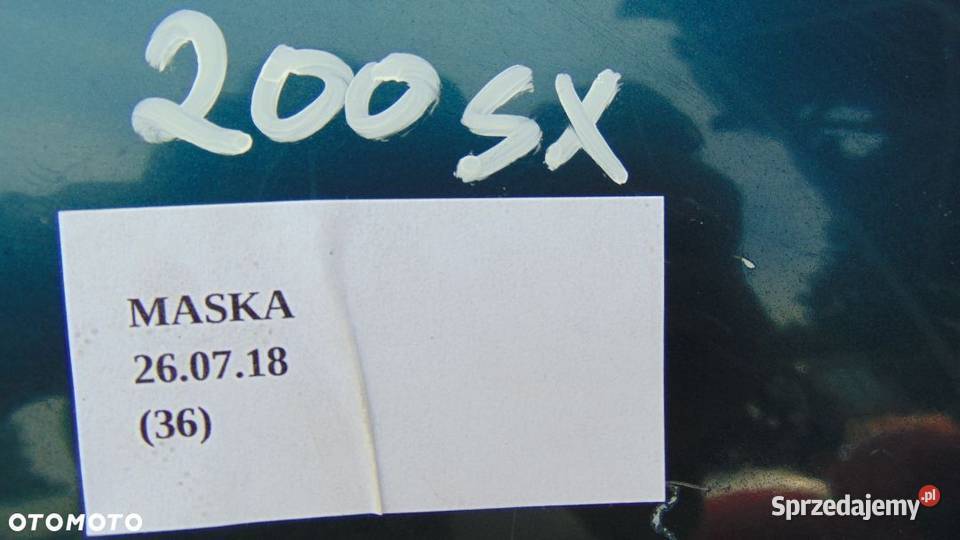 200 SX
MASKA
26.07.18
(36)
OTOMOTO
Sprzedajemy.pl